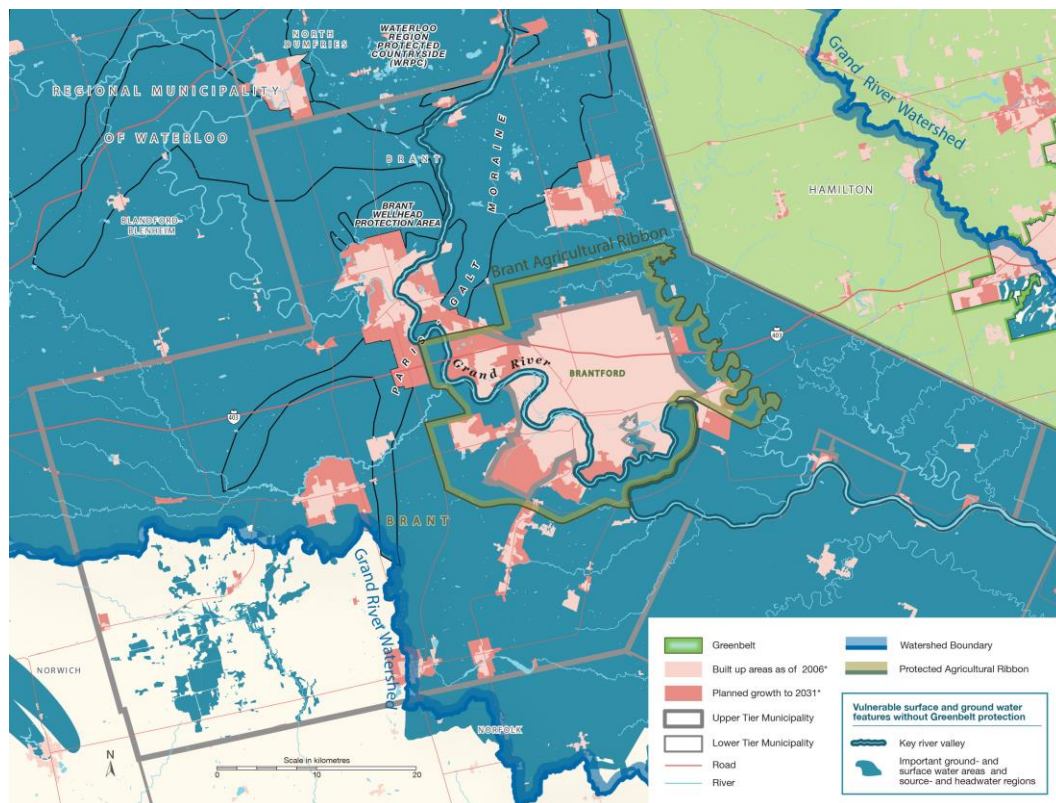 NORTH
DUMFRIES
WATERLOO
REGION
PROTECTED
COUNTRYSIDE
(WRPC)
REGIONAL MUNICIPALITY
OF WATERLOO
Grand River Watershed
BRANT
MORAINE
HAMILTON
BLANDFORD-
BLENHEIM
BRANT
WELLHEAD
PROTECTION AREA
Brant Agricultural Ribbon
GALT
PARIS
403
Grand River
BRANTFORD
403
BRANT
Grand River Watershed
NORWICH
NORFOLK
N
Scale in kilometres
0 10 20
Greenbelt
Built up areas as of 2006*
Planned growth to 2031*
Upper Tier Municipality
Lower Tier Municipality
Road
River
Watershed Boundary
Protected Agricultural Ribbon
Vulnerable surface and ground water
features without Greenbelt protection
Key river valley
Important ground- and
surface water areas and
source- and headwater regions